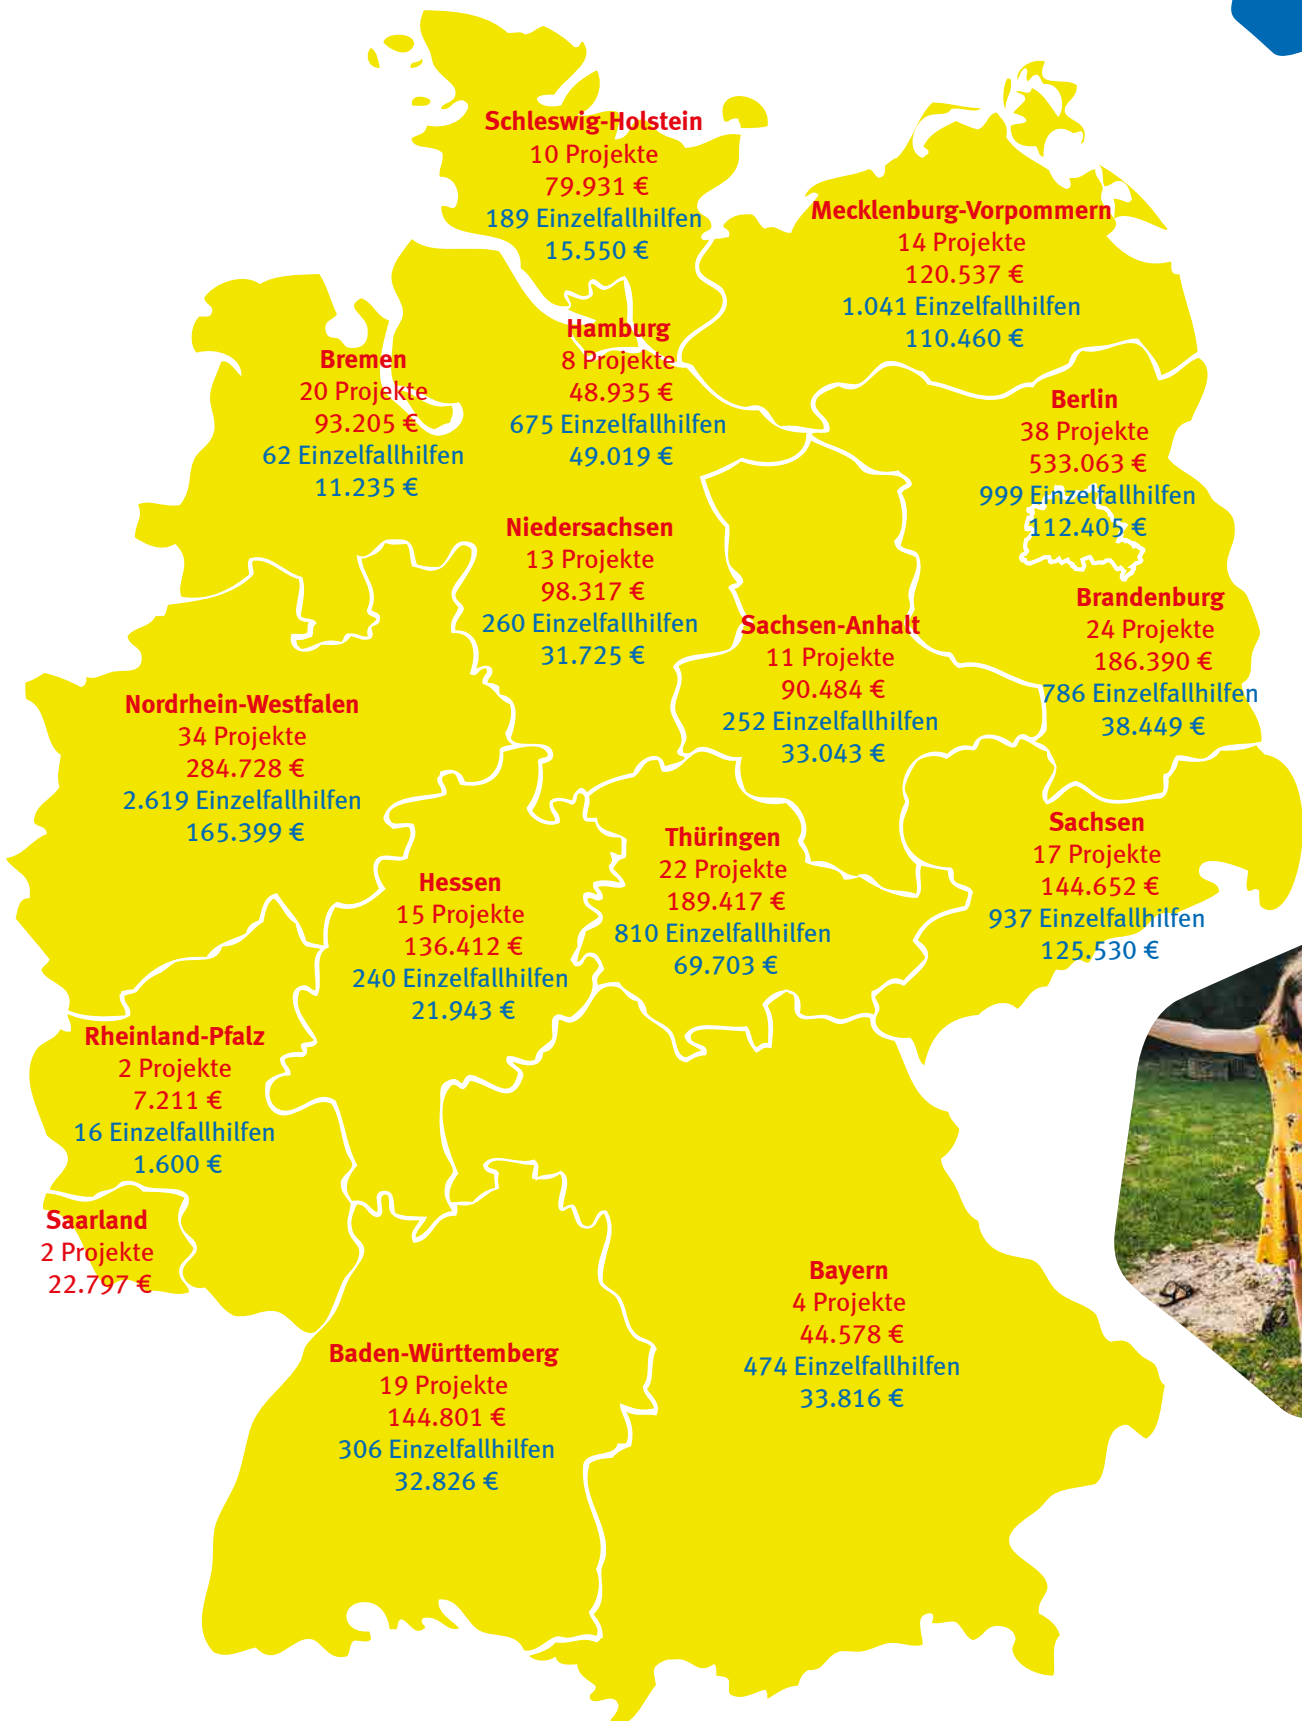 Schleswig-Holstein
10 Projekte
79.931 €
189 Einzelfallhilfen
15.550 €
Mecklenburg-Vorpommern
14 Projekte
120.537 €
1.041 Einzelfallhilfen
110.460 €
Hamburg
8 Projekte
48.935 €
675 Einzelfallhilfen
49.019 €
Bremen
20 Projekte
93.205 €
62 Einzelfallhilfen
11.235 €
Berlin
38 Projekte
533.063 €
999 Einzelfallhilfen
112.405 €
Niedersachsen
13 Projekte
98.317 €
260 Einzelfallhilfen
31.725 €
Brandenburg
24 Projekte
186.390 €
786 Einzelfallhilfen
38.449 €
Sachsen-Anhalt
11 Projekte
90.484 €
252 Einzelfallhilfen
33.043 €
Nordrhein-Westfalen
34 Projekte
284.728 €
2.619 Einzelfallhilfen
165.399 €
Sachsen
17 Projekte
144.652 €
937 Einzelfallhilfen
125.530 €
Thüringen
22 Projekte
189.417 €
810 Einzelfallhilfen
69.703 €
Hessen
15 Projekte
136.412 €
240 Einzelfallhilfen
21.943 €
Rheinland-Pfalz
2 Projekte
7.211 €
16 Einzelfallhilfen
1.600 €
Saarland
2 Projekte
22.797 €
Bayern
4 Projekte
44.578 €
474 Einzelfallhilfen
33.816 €
Baden-Württemberg
19 Projekte
144.801 €
306 Einzelfallhilfen
32.826 €